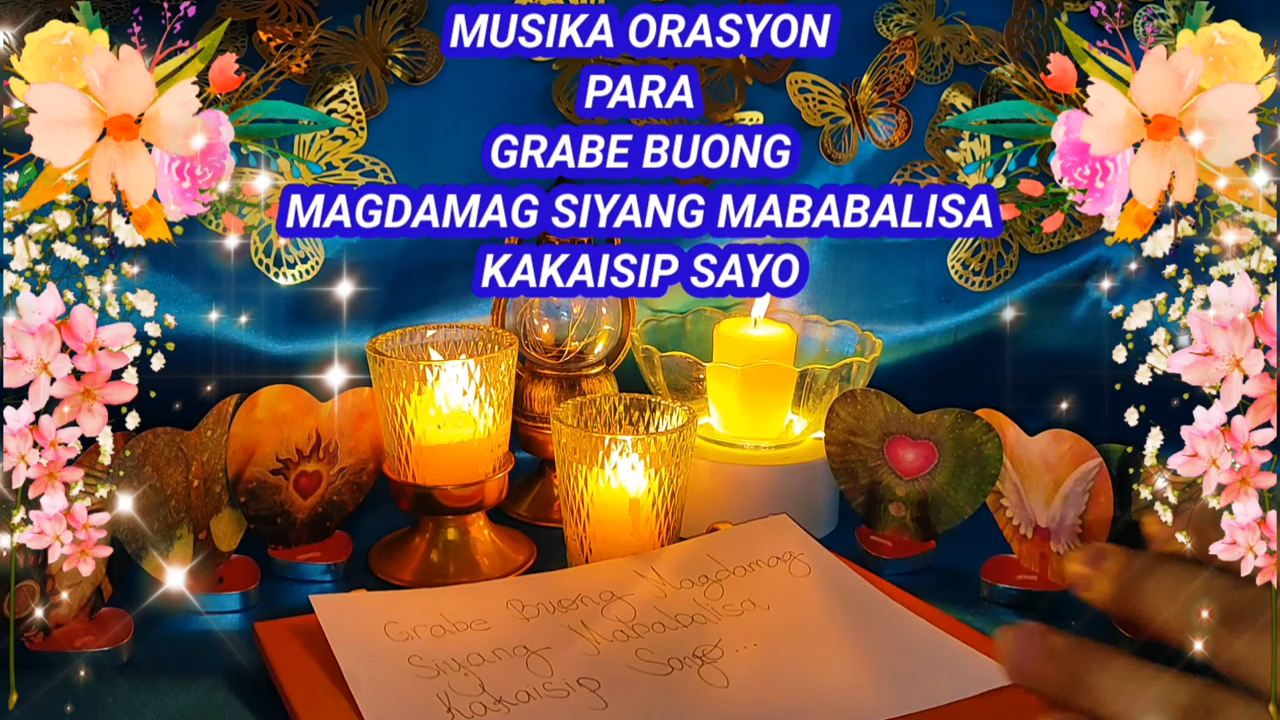 MUSIKA ORASYON
PARA
GRABE BUONG
MAGDAMAG SIYANG MABABALISA
KAKAISIP SAYO
Grabe Buong Magdamag
Siyang Mababalisa
Kakaisip Sayo...